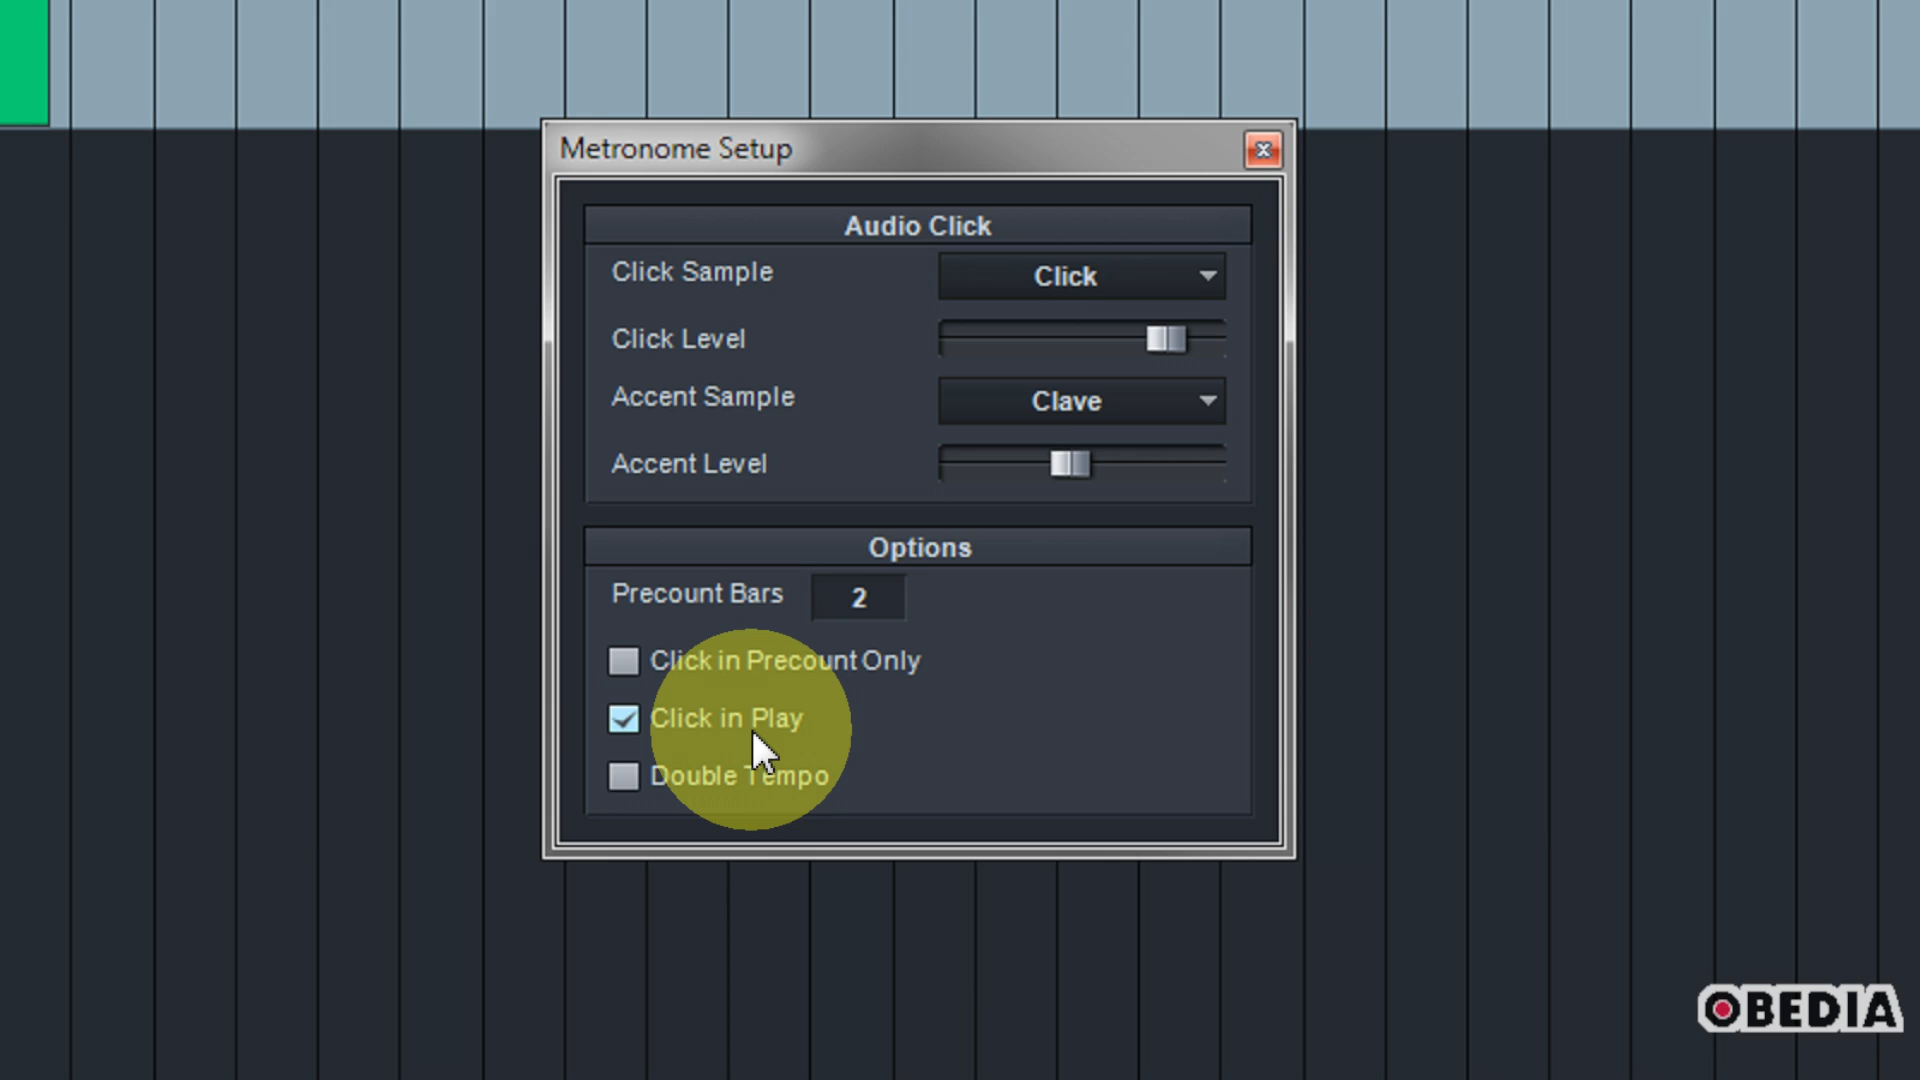 Metronome Setup
Audio Click
Click Sample Click
Click Level
Accent Sample Clave
Accent Level
Options
Precount Bars 2
Click in Precount Only
Click in Play
Double Tempo
OBEDIA